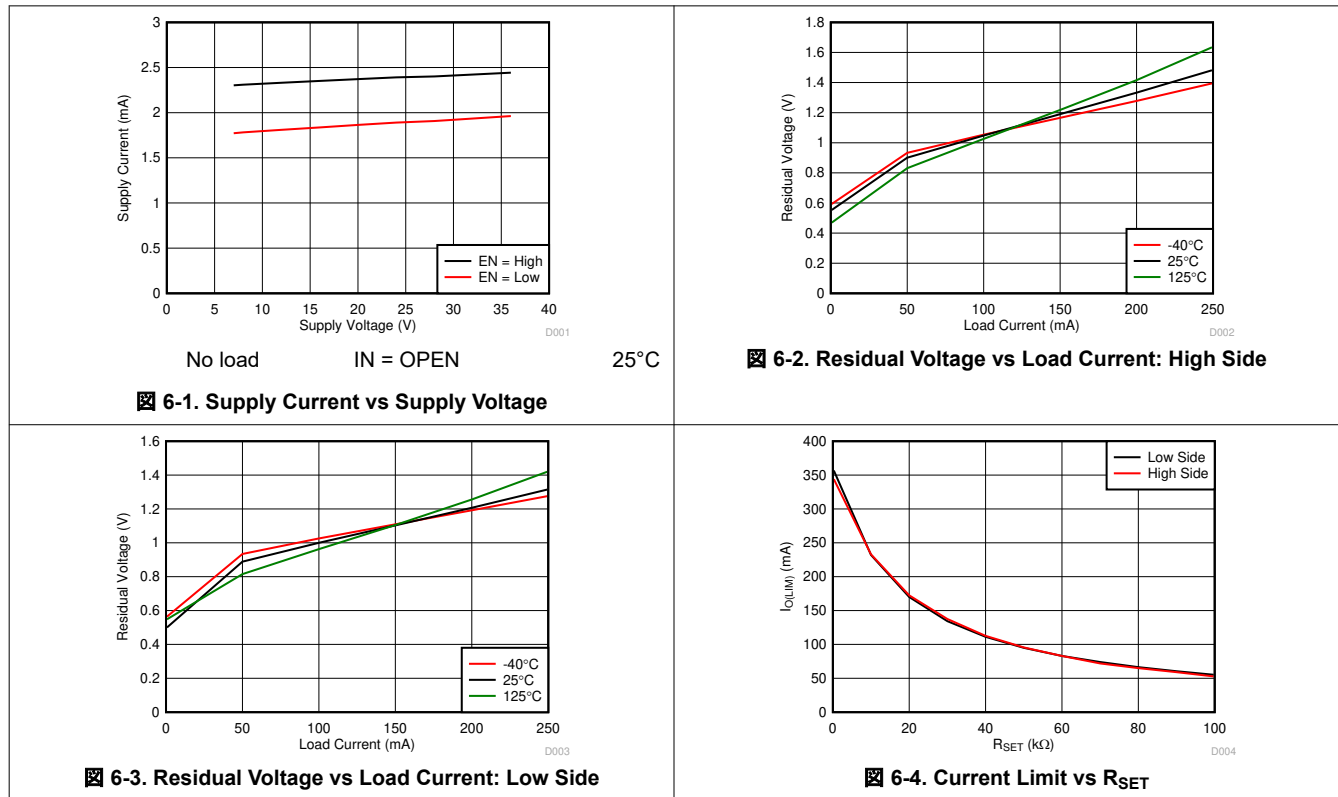 3
2.5
2
1.5
1
0.5
0
Supply Current (mA)
0 5 10 15 20 25 30 35 40
Supply Voltage (V)
EN = High
EN = Low
D001
No load IN = OPEN 25°C
図 6-1. Supply Current vs Supply Voltage
1.8
1.6
1.4
1.2
1
0.8
0.6
0.4
0.2
0
Residual Voltage (V)
0 50 100 150 200 250
Load Current (mA)
-40°C
25°C
125°C
D002
図 6-2. Residual Voltage vs Load Current: High Side
1.6
1.4
1.2
1
0.8
0.6
0.4
0.2
0
Residual Voltage (V)
0 50 100 150 200 250
Load Current (mA)
-40°C
25°C
125°C
D003
図 6-3. Residual Voltage vs Load Current: Low Side
400
350
300
250
200
150
100
50
0
IO(LIM) (mA)
0 20 40 60 80 100
RSET (kΩ)
Low Side
High Side
D004
図 6-4. Current Limit vs RSET